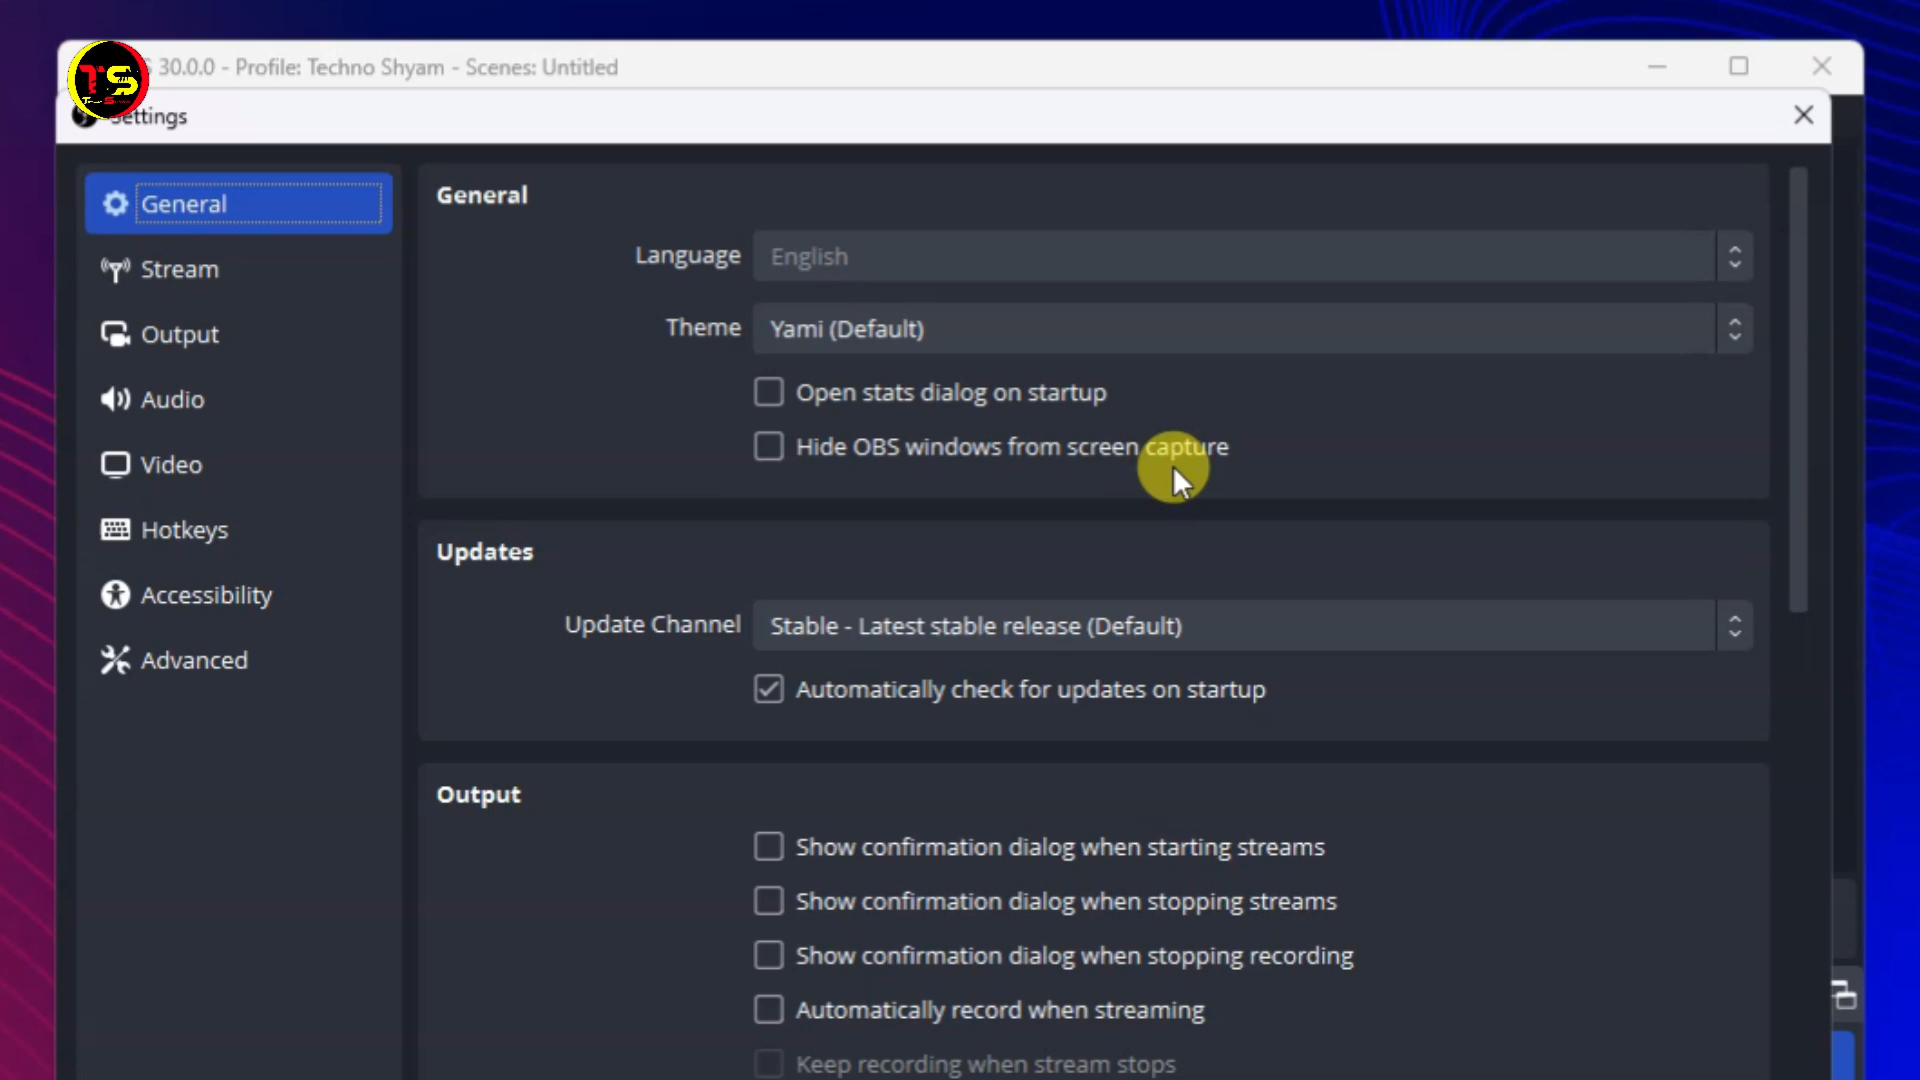 TS
30.0.0 - Profile: Techno Shyam - Scenes: Untitled
ettings
General
Stream
Output
Audio
Video
Hotkeys
Accessibility
Advanced
General
Language English
Theme Yami (Default)
Open stats dialog on startup
Hide OBS windows from screen capture
Updates
Update Channel Stable - Latest stable release (Default)
Automatically check for updates on startup
Output
Show confirmation dialog when starting streams
Show confirmation dialog when stopping streams
Show confirmation dialog when stopping recording
Automatically record when streaming
Keep recording when stream stops